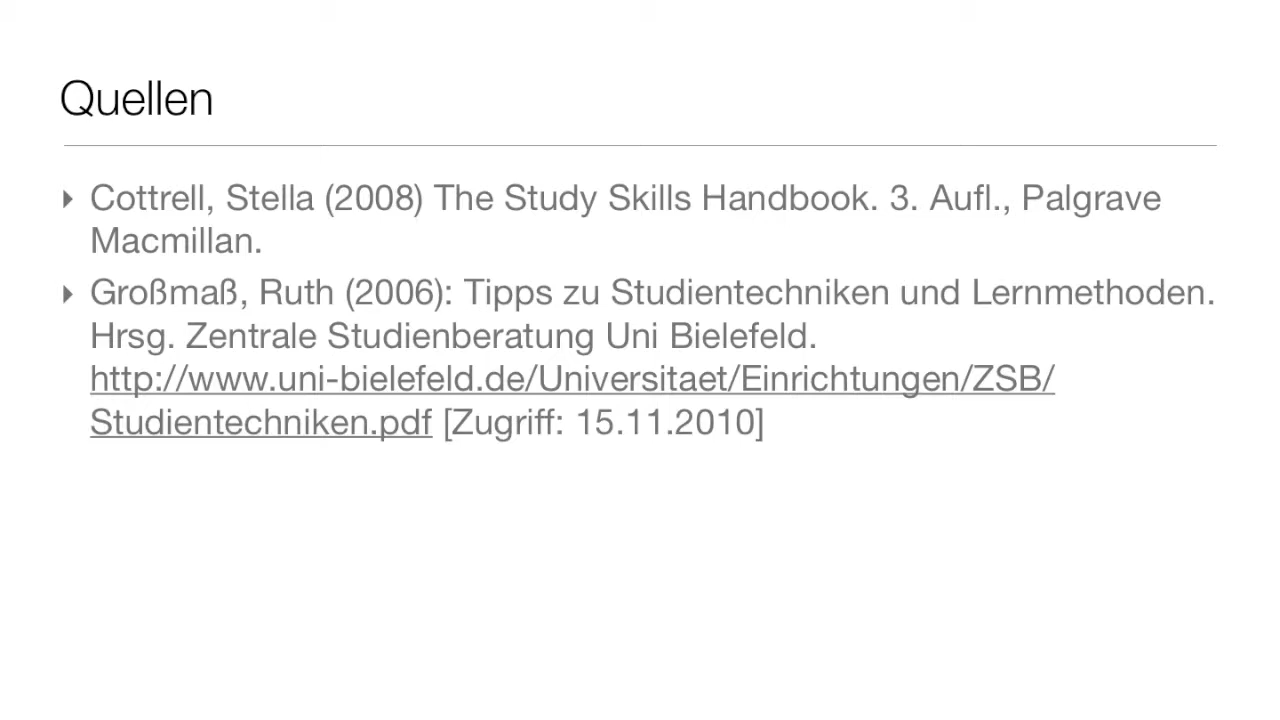 Quellen
‣ Cottrell, Stella (2008) The Study Skills Handbook. 3. Aufl., Palgrave
Macmillan.
‣ Großmaß, Ruth (2006): Tipps zu Studientechniken und Lernmethoden.
Hrsg. Zentrale Studienberatung Uni Bielefeld.
http://www.uni-bielefeld.de/Universitaet/Einrichtungen/ZSB/
Studientechniken.pdf [Zugriff: 15.11.2010]